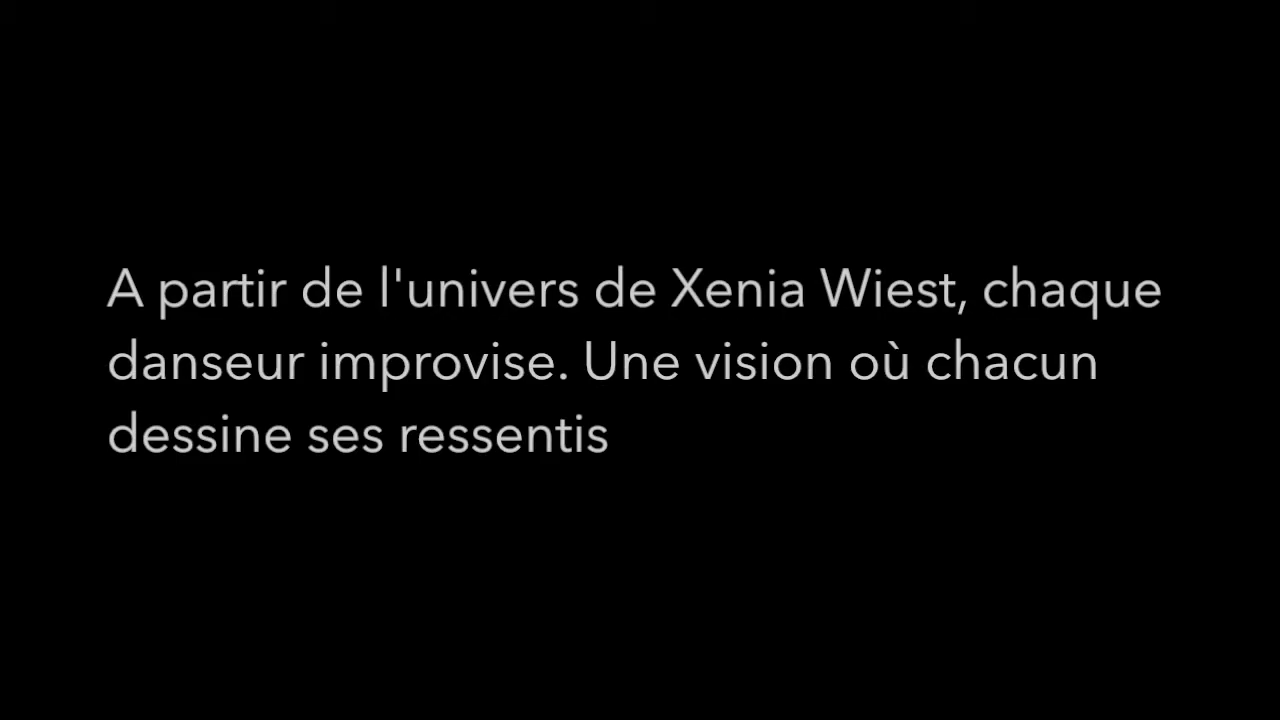 A partir de l'univers de Xenia Wiest, chaque
danseur improvise. Une vision où chacun
dessine ses ressentis